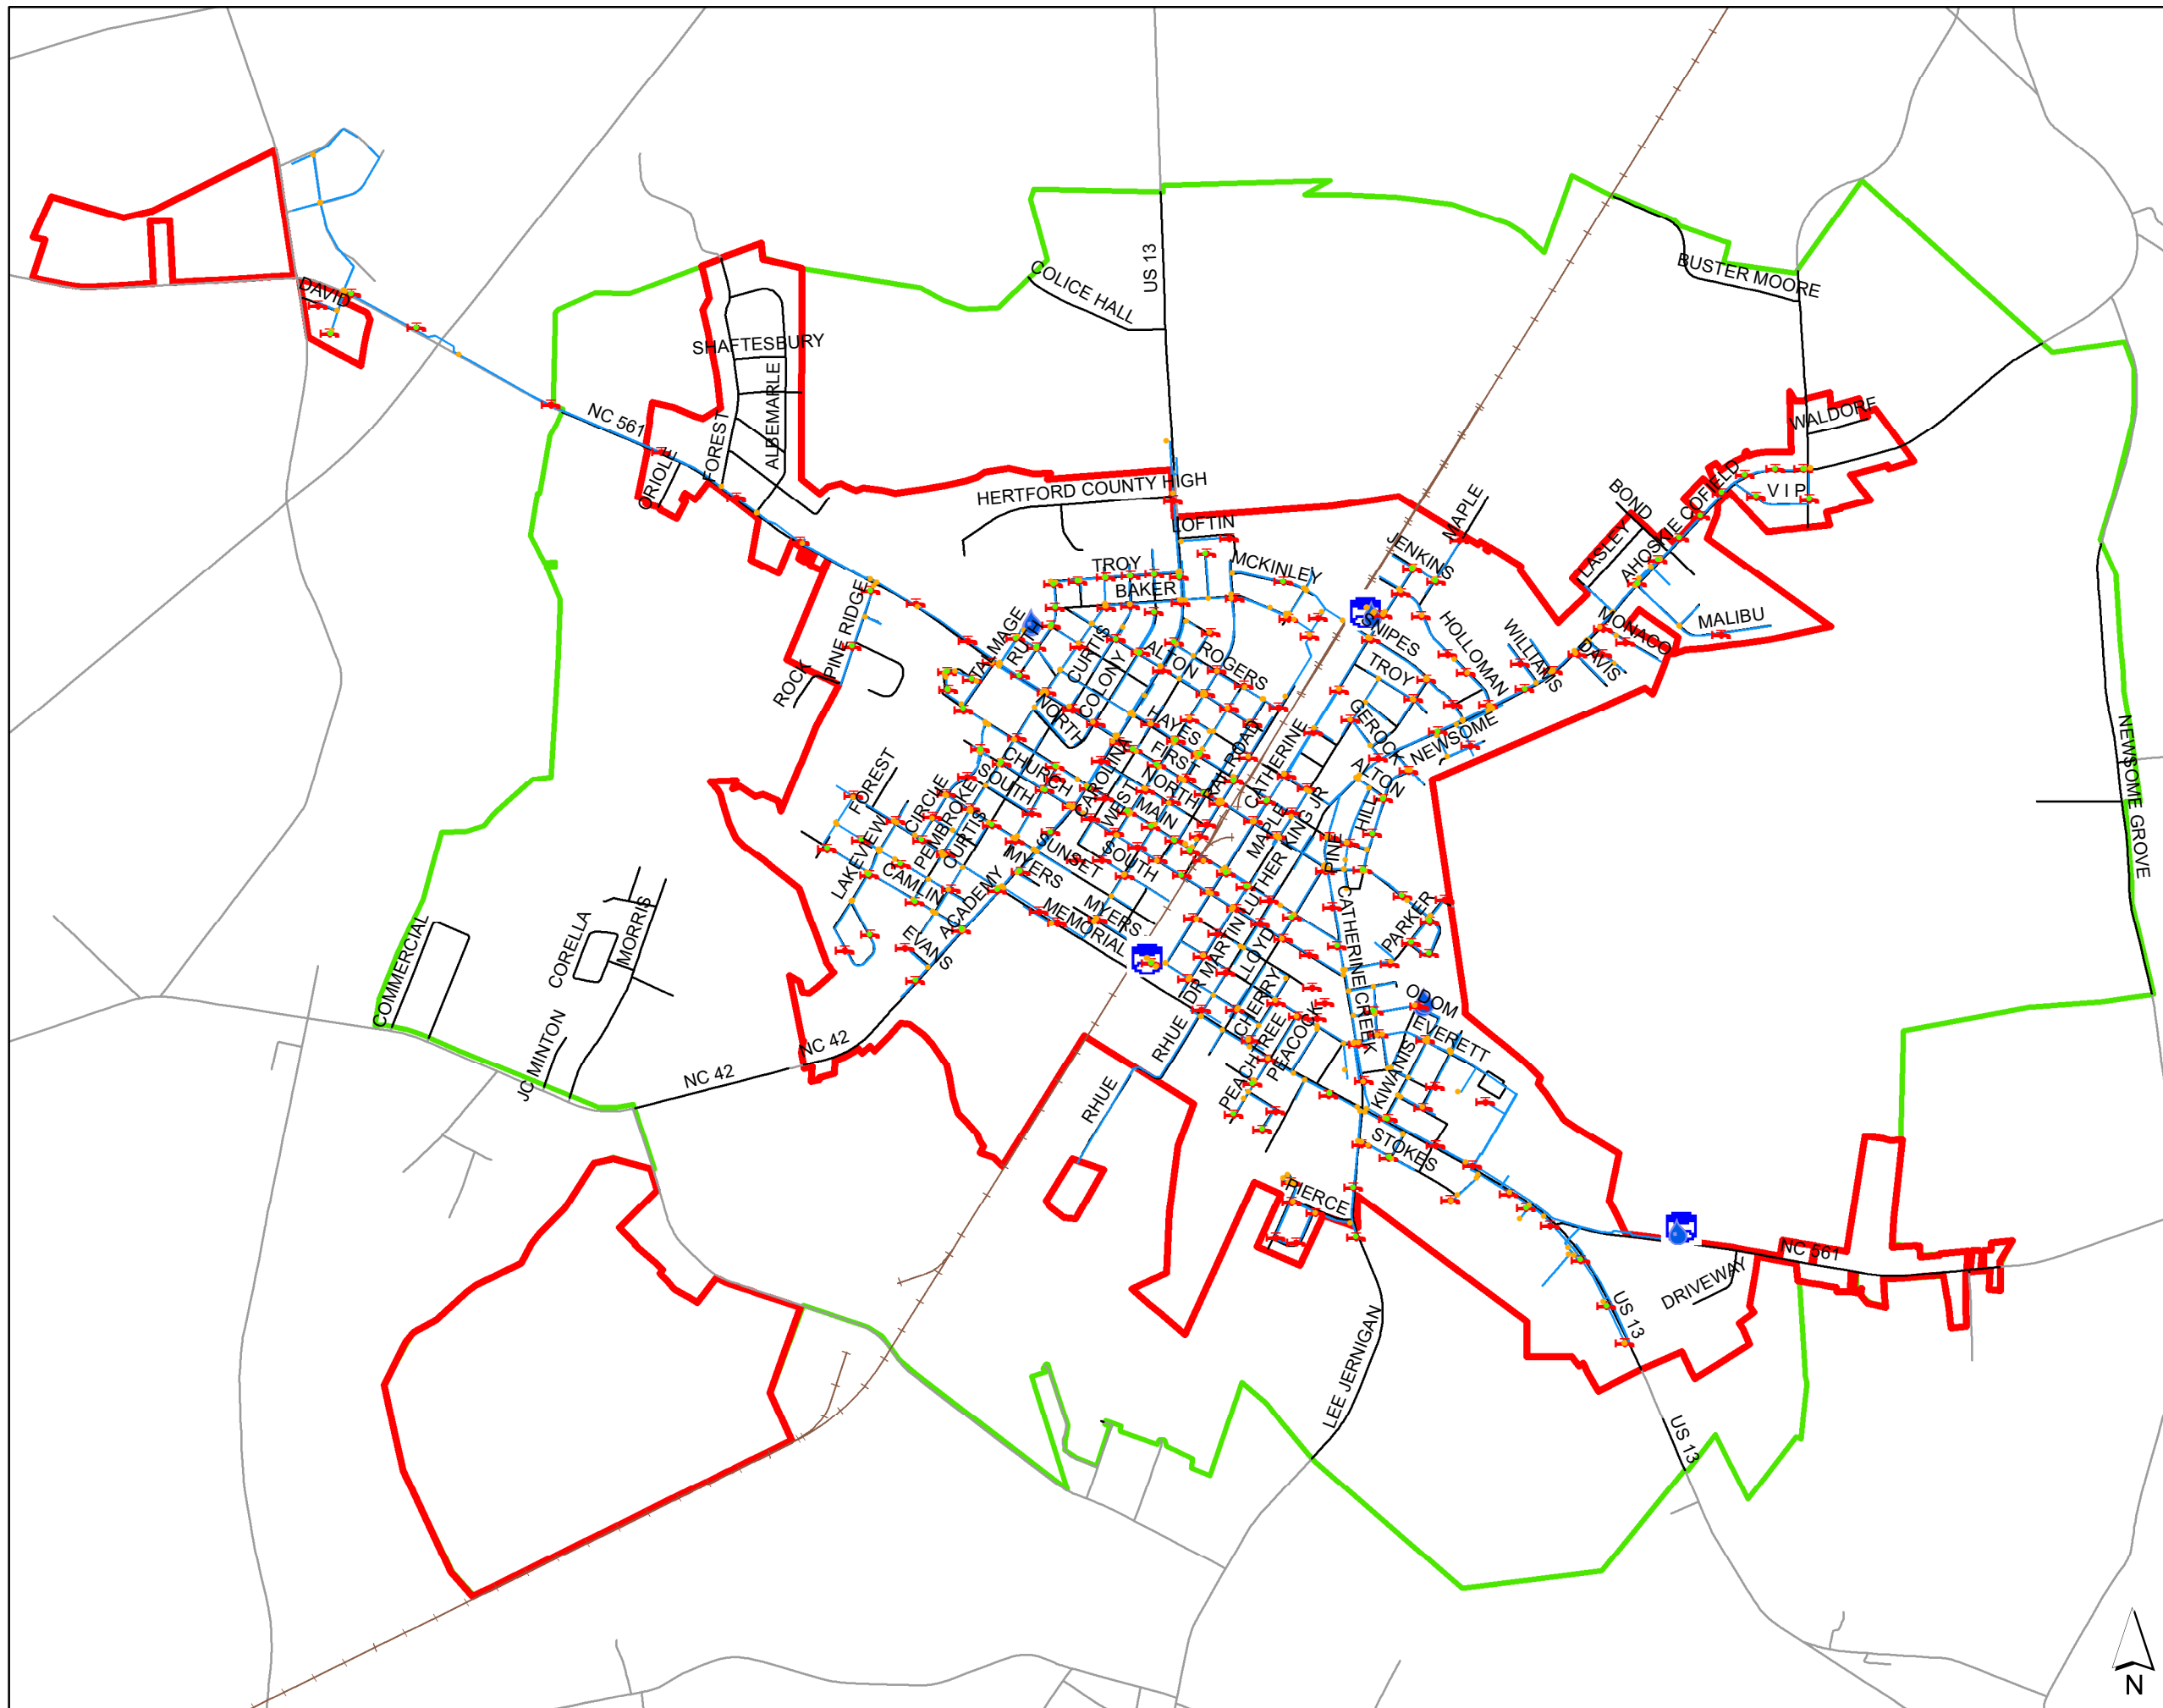 BUSTER MOORE
US 13
COLICE HALL
DAVID
SHAFTESBURY
ALBEMARLE
NC 561
FOREST
ORIOLE
WALDORF
HERTFORD COUNTY HIGH
V I P
BOND
AHOSKIE COFIELD
LASLEY
MAPLE
LOFTIN
JENKINS
TROY
MCKINLEY
BAKER
PINE RIDGE
ROCK
TALMAGE
RUTH
CURTIS
COLONY
ALTON
ROGERS
SNIPES
TROY
HOLLOMAN
WILLIAMS
DAVIS
MONACO
MALIBU
NORTH
HAYES
FIRST
NORTH
RAILROAD
CATHERINE
GEROCK
NEWSOME
ALTON
NEWSOME GROVE
FOREST
CHURCH
SOUTH
CIRCLE
PEMBROKE
CURTIS
CAROLINA
WEST
MAIN
MAPLE
HILL
PINE
LAKEVIEW
CAMLIN
ACADEMY
MYERS
SUNSET
SOUTH
MARTIN LUTHER KING JR
DR
MYERS
MEMORIAL
EVANS
LLOYD
CHERRY
PARKER
CATHERINE CREEK
COMMERCIAL
CORELLA
MORRIS
JC MINTON
NC 42
NC 42
RHUE
RHUE
PEACHTREE
PEACOCK
ODOM
EVERETT
KIWANIS
STOKES
PIERCE
NC 561
DRIVEWAY
US 13
LEE JERNIGAN
US 13
N